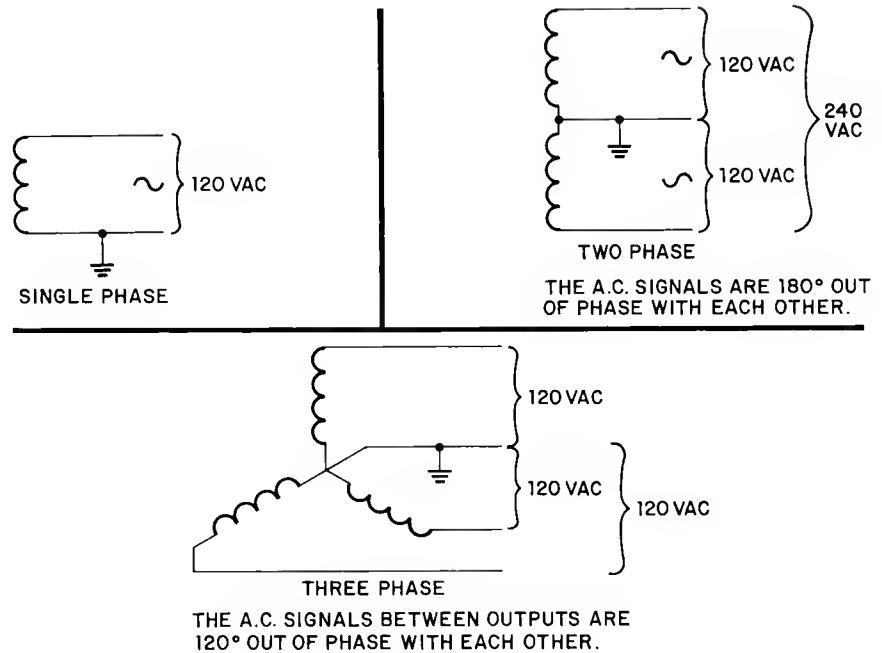 120 VAC
SINGLE PHASE
120 VAC
120 VAC
240
VAC
TWO PHASE
THE A.C. SIGNALS ARE 180° OUT
OF PHASE WITH EACH OTHER.
120 VAC
120 VAC
120 VAC
THREE PHASE
THE A.C. SIGNALS BETWEEN OUTPUTS ARE
120° OUT OF PHASE WITH EACH OTHER.